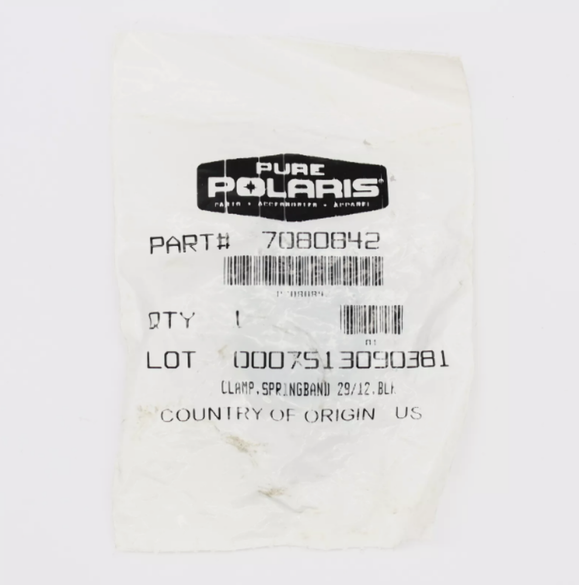 PURE
POLARIS
PARTS • ACCESSORIES • APPAREL
PART# 7080842
QTY 1
LOT 0007513090381
CLAMP.SPRINGBAND 29/12.BLK
COUNTRY OF ORIGIN US